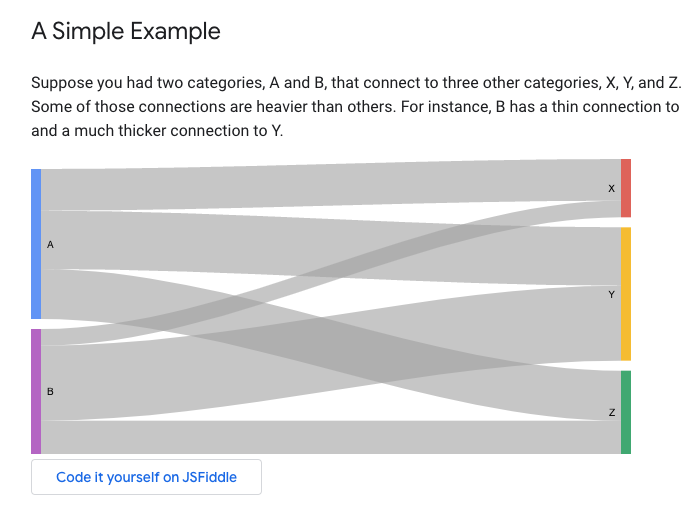 A Simple Example
Suppose you had two categories, A and B, that connect to three other categories, X, Y, and Z.
Some of those connections are heavier than others. For instance, B has a thin connection to
and a much thicker connection to Y.
X
A
Y
B
Z
Code it yourself on JSFiddle